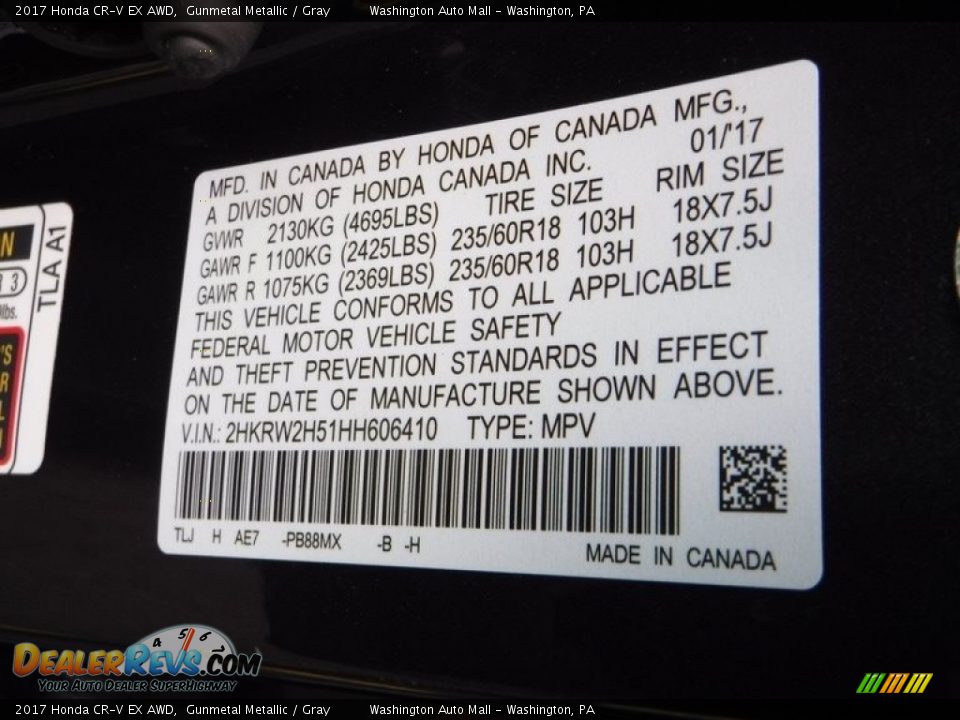 2017 Honda CR-V EX AWD, Gunmetal Metallic / Gray Washington Auto Mall - Washington, PA
MFD. IN CANADA BY HONDA OF CANADA MFG.,
A DIVISION OF HONDA CANADA INC. 01/'17
GVWR 2130KG (4695LBS) TIRE SIZE RIM SIZE
GAWR F 1100KG (2425LBS) 235/60R18 103H 18X7.5J
GAWR R 1075KG (2369LBS) 235/60R18 103H 18X7.5J
THIS VEHICLE CONFORMS TO ALL APPLICABLE
FEDERAL MOTOR VEHICLE SAFETY
AND THEFT PREVENTION STANDARDS IN EFFECT
ON THE DATE OF MANUFACTURE SHOWN ABOVE.
V.I.N.: 2HKRW2H51HH606410 TYPE: MPV
TLJ H AE7 -PB88MX -B -H
MADE IN CANADA
TLA A1
4 5 6
DealerRevs.com
Your Auto Dealer SuperHighway
2017 Honda CR-V EX AWD, Gunmetal Metallic / Gray Washington Auto Mall - Washington, PA